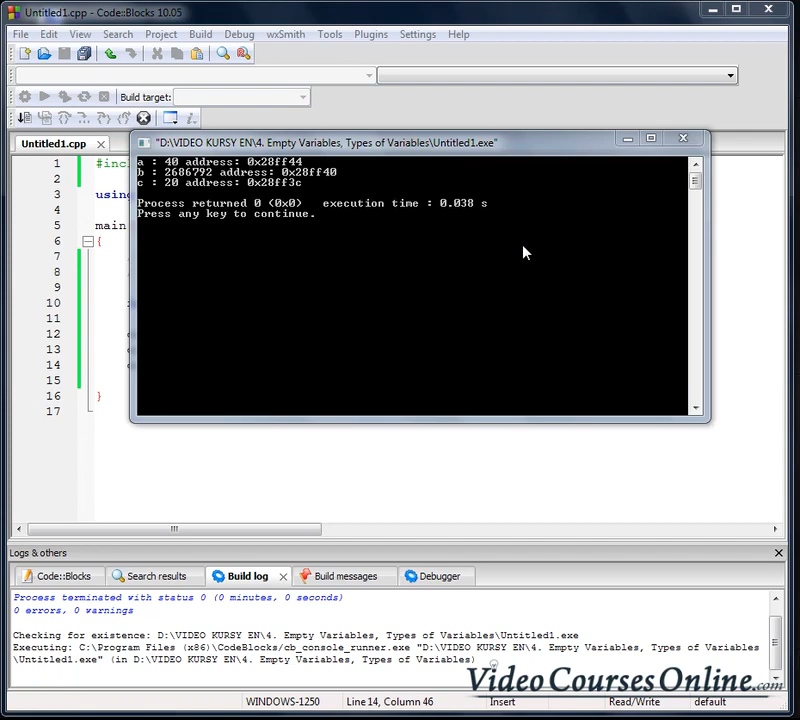 Untitled1.cpp - Code::Blocks 10.05
File Edit View Search Project Build Debug wxSmith Tools Plugins Settings Help
Build target:
Untitled1.cpp
"D:\VIDEO KURSY EN\4. Empty Variables, Types of Variables\Untitled1.exe"
a : 40 address: 0x28ff44
b : 2686792 address: 0x28ff40
c : 20 address: 0x28ff3c
Process returned 0 (0x0) execution time : 0.038 s
Press any key to continue.
1 #inc
2
3 using
4
5 main
6 {
7
8
9
10
11
12
13
14
15
16 }
17
Logs & others
Code::Blocks Search results Build log Build messages Debugger
Process terminated with status 0 (0 minutes, 0 seconds)
0 errors, 0 warnings
Checking for existence: D:\VIDEO KURSY EN\4. Empty Variables, Types of Variables\Untitled1.exe
Executing: C:\Program Files (x86)\CodeBlocks/cb_console_runner.exe "D:\VIDEO KURSY EN\4. Empty Variables, Types of Variables
\Untitled1.exe" (in D:\VIDEO KURSY EN\4. Empty Variables, Types of Variables)
VideoCoursesOnline.com
WINDOWS-1250 Line 14, Column 46 Insert Read/Write default